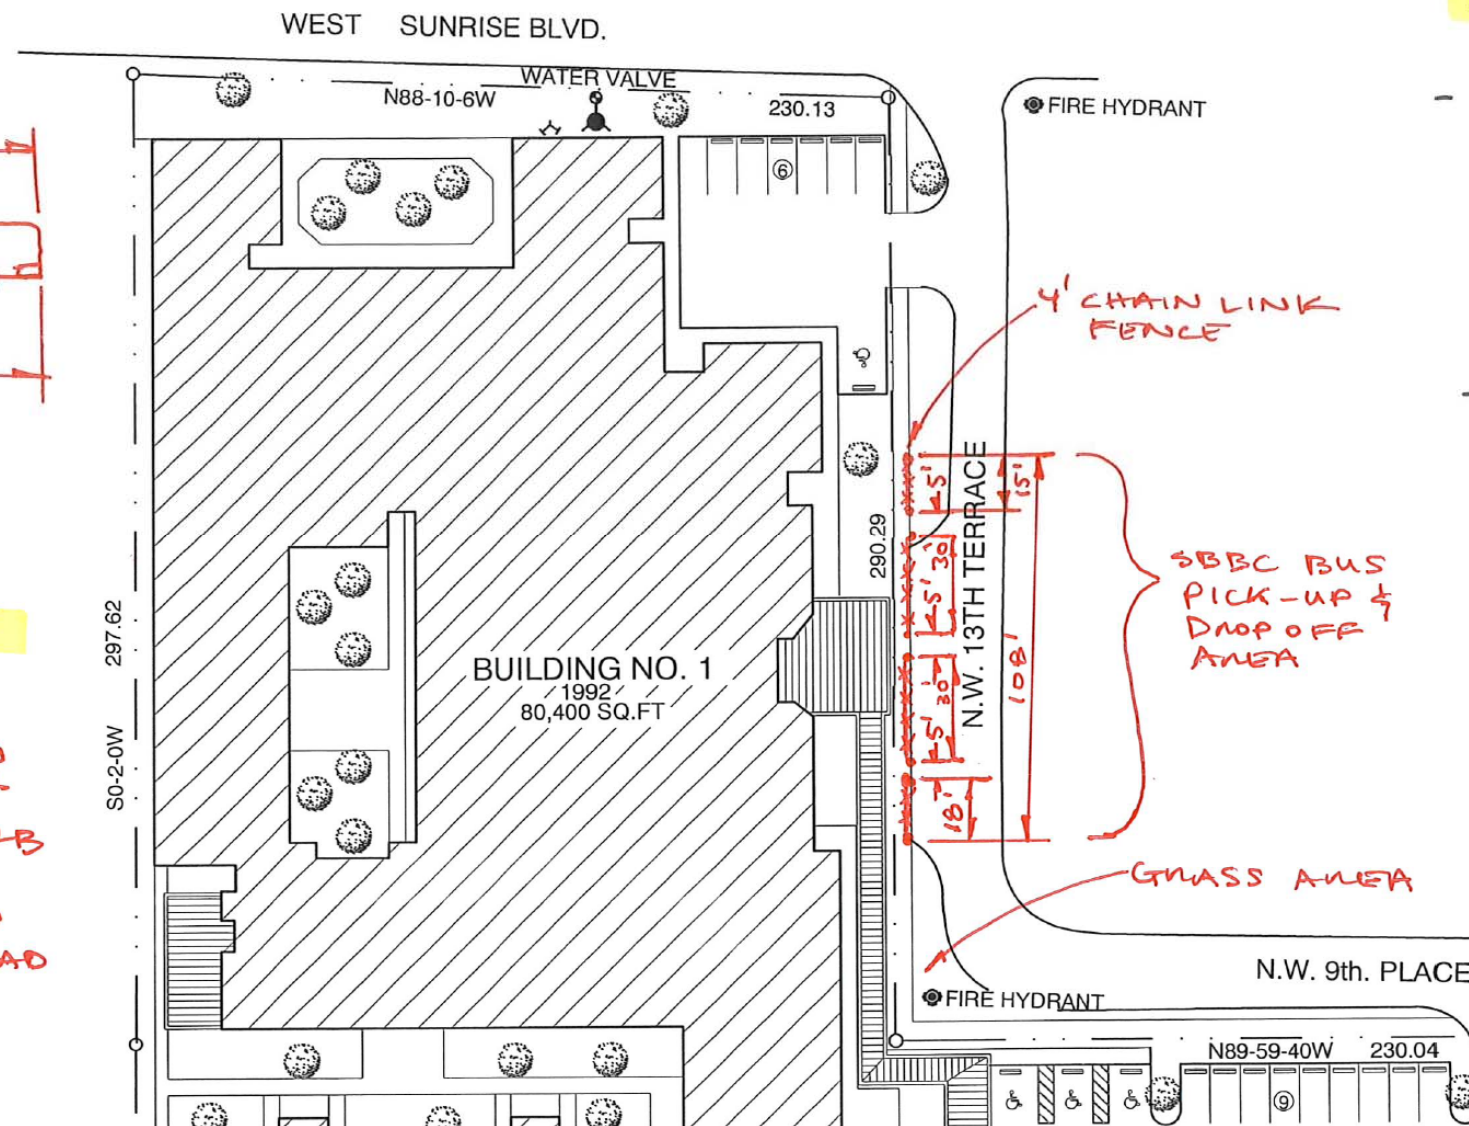 WEST SUNRISE BLVD.
WATER VALVE
N88-10-6W
230.13
FIRE HYDRANT
6
4' CHAIN LINK
FENCE
5'
15'
290.29
N.W. 13TH TERRACE
30'
5'
108'
SBBC BUS
PICK-UP &
DROP OFF
AREA
297.62
BUILDING NO. 1
1992
80,400 SQ.FT
30'
5'
S0-2-0W
18'
GRASS AREA
N.W. 9th. PLACE
FIRE HYDRANT
N89-59-40W
230.04
9